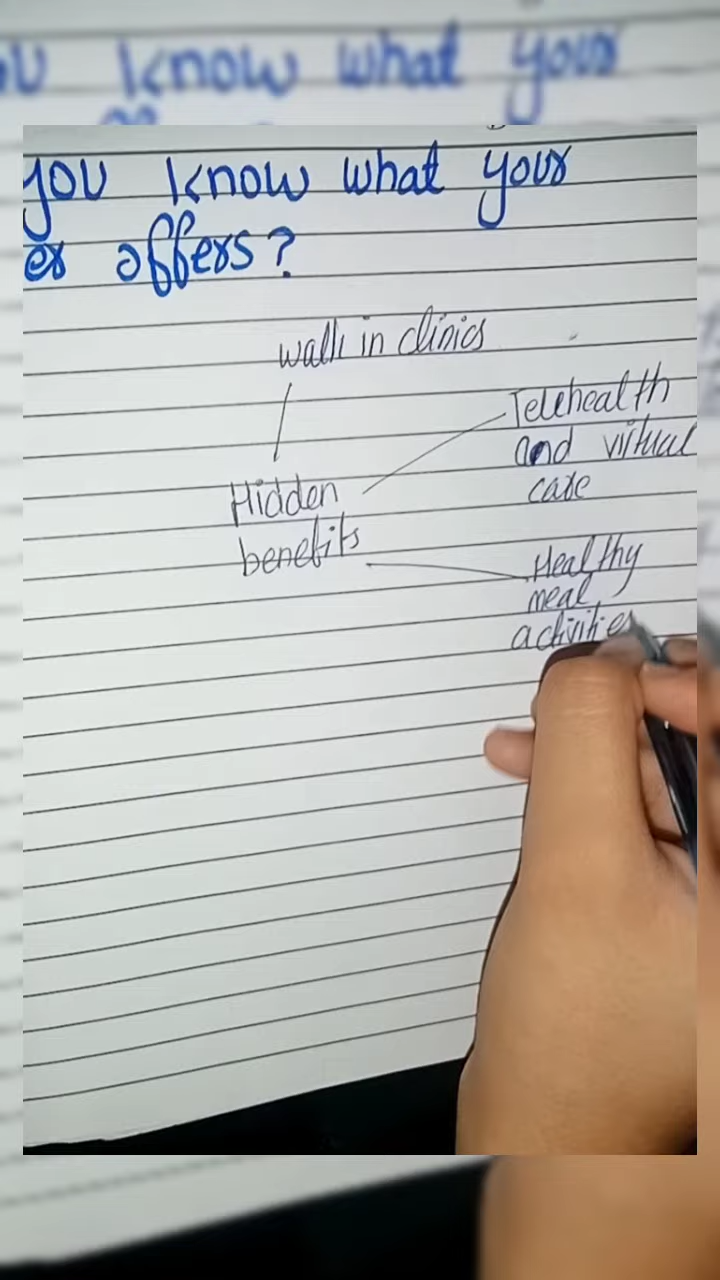 you know what your
er offers?
walk in clinics
Telehealth
and virtual
care
Hidden
benefits
Healthy
meal,
activities